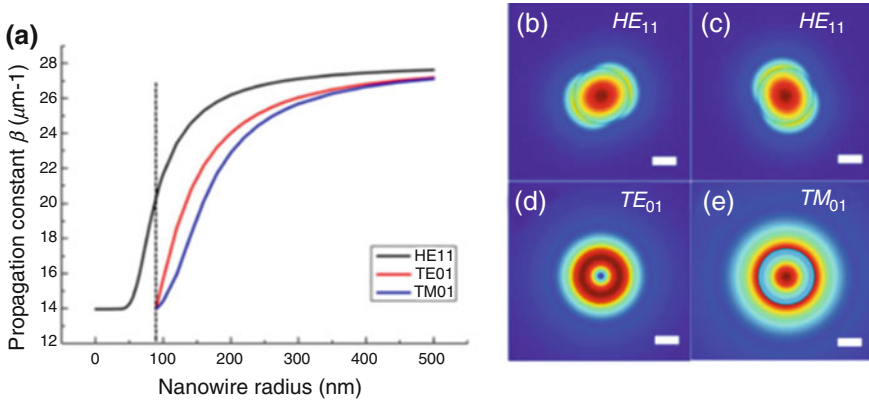 (a)
Propagation constant β (μm-1)
28
26
24
22
20
18
16
14
12
0
100
200
300
400
500
Nanowire radius (nm)
HE11
TE01
TM01
(b)
HE11
(c)
HE11
(d)
TE01
(e)
TM01